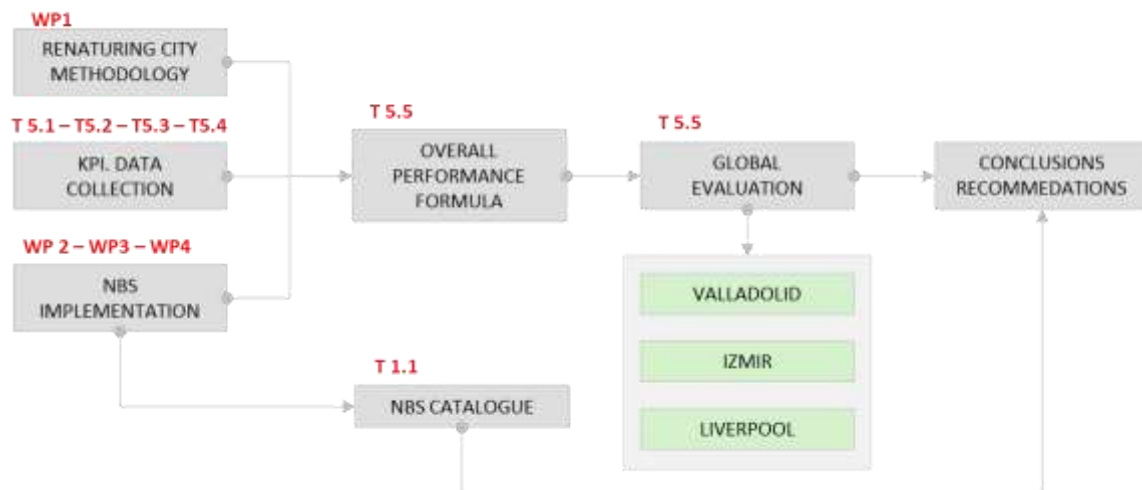 WP1
RENATURING CITY
METHODOLOGY
T 5.1 – T5.2 – T5.3 – T5.4
KPI. DATA
COLLECTION
WP 2 – WP3 – WP4
NBS
IMPLEMENTATION
T 5.5
OVERALL
PERFORMANCE
FORMULA
T 1.1
NBS CATALOGUE
T 5.5
GLOBAL
EVALUATION
VALLADOLID
IZMIR
LIVERPOOL
CONCLUSIONS
RECOMMEDATIONS